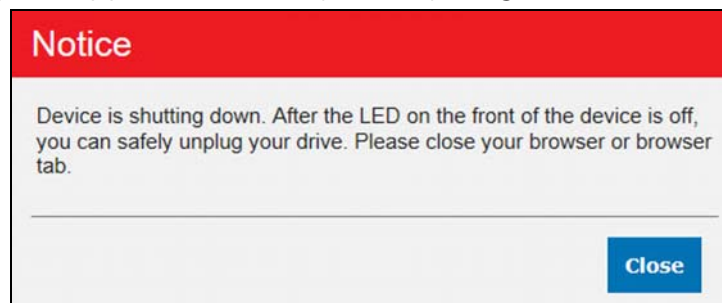 Notice
Device is shutting down. After the LED on the front of the device is off,
you can safely unplug your drive. Please close your browser or browser
tab.
Close